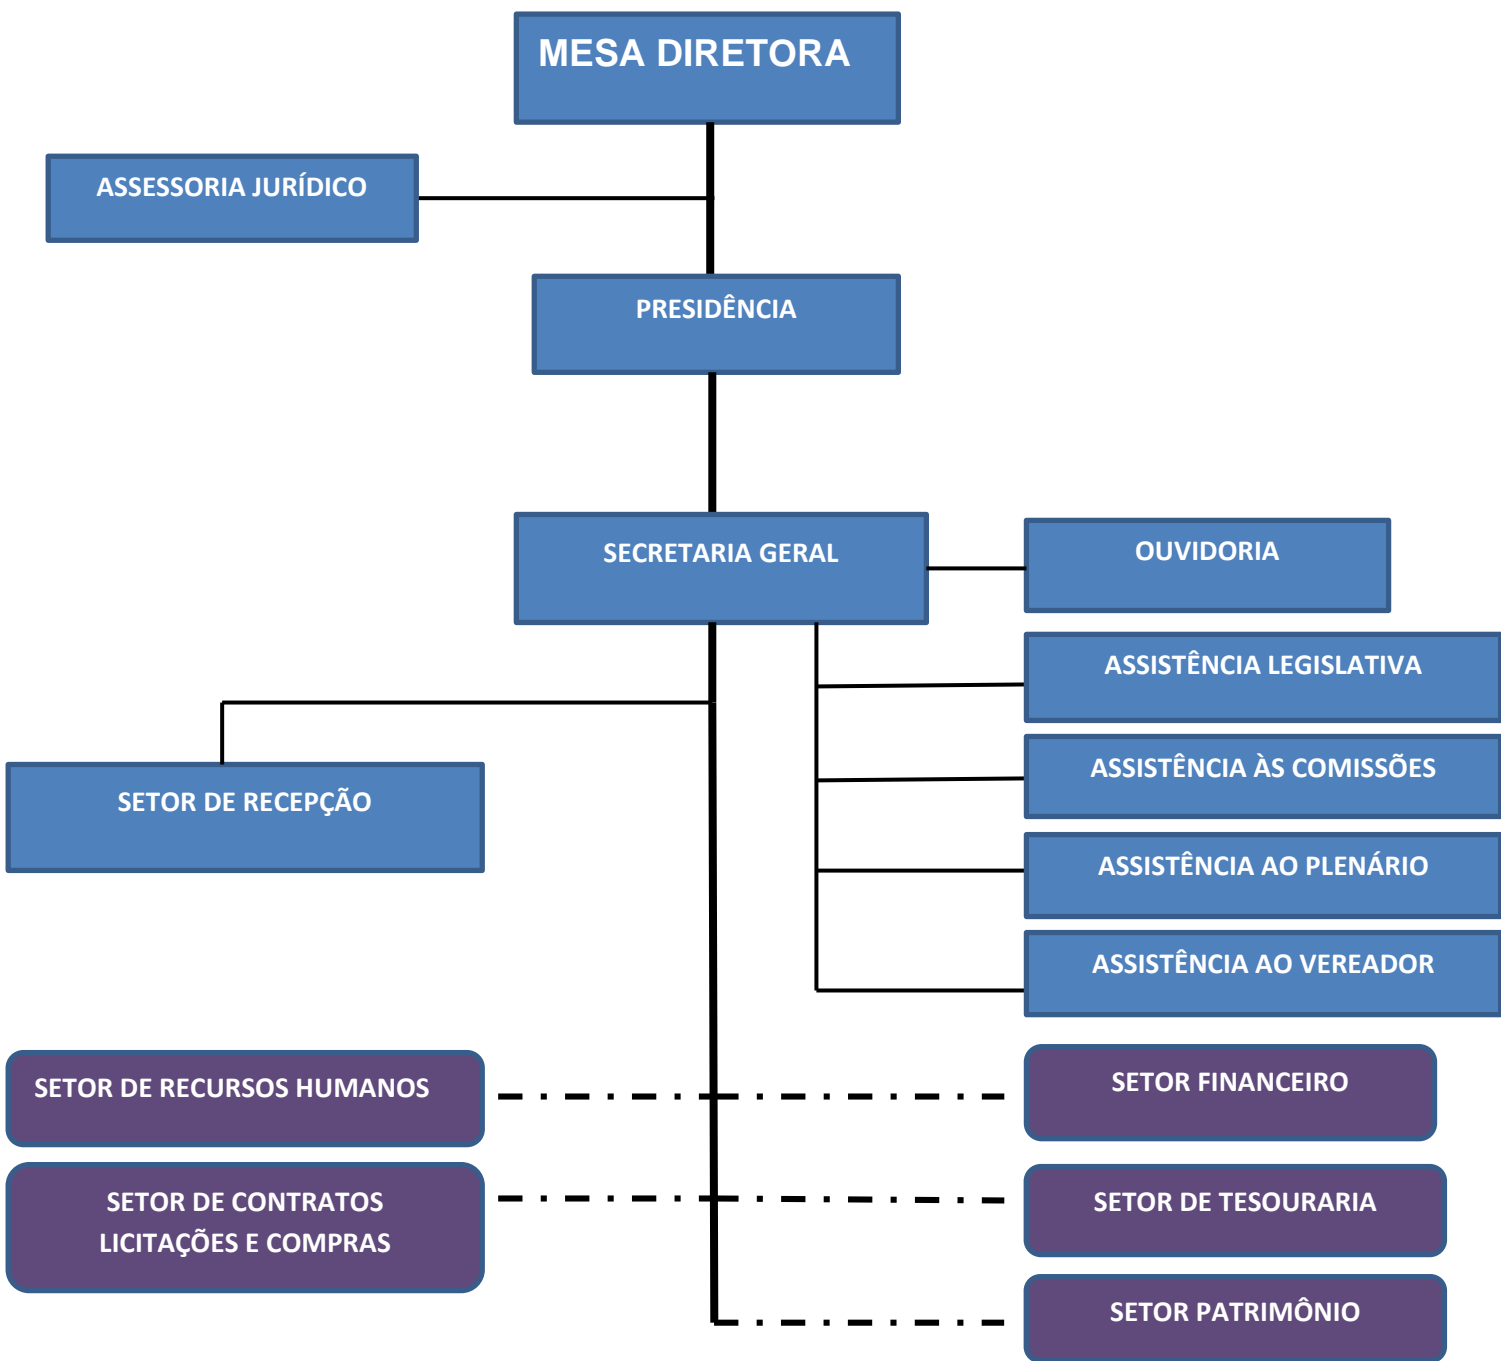 MESA DIRETORA
ASSESSORIA JURÍDICO
PRESIDÊNCIA
SECRETARIA GERAL
OUVIDORIA
ASSISTÊNCIA LEGISLATIVA
ASSISTÊNCIA ÀS COMISSÕES
SETOR DE RECEPÇÃO
ASSISTÊNCIA AO PLENÁRIO
ASSISTÊNCIA AO VEREADOR
SETOR DE RECURSOS HUMANOS
SETOR FINANCEIRO
SETOR DE CONTRATOS
LICITAÇÕES E COMPRAS
SETOR DE TESOURARIA
SETOR PATRIMÔNIO